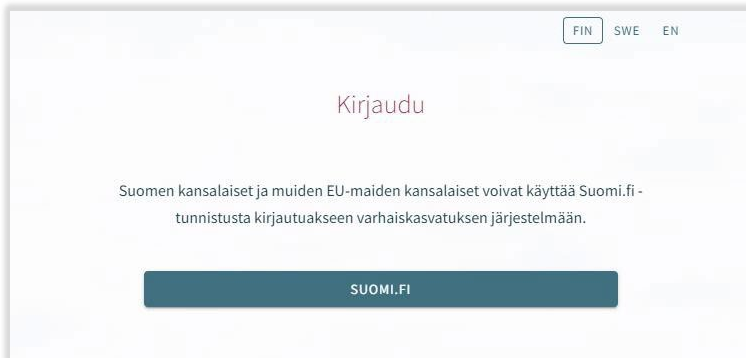 FIN SWE EN
Kirjaudu
Suomen kansalaiset ja muiden EU-maiden kansalaiset voivat käyttää Suomi.fi -
tunnistusta kirjautuakseen varhaiskasvatuksen järjestelmään.
SUOMI.FI